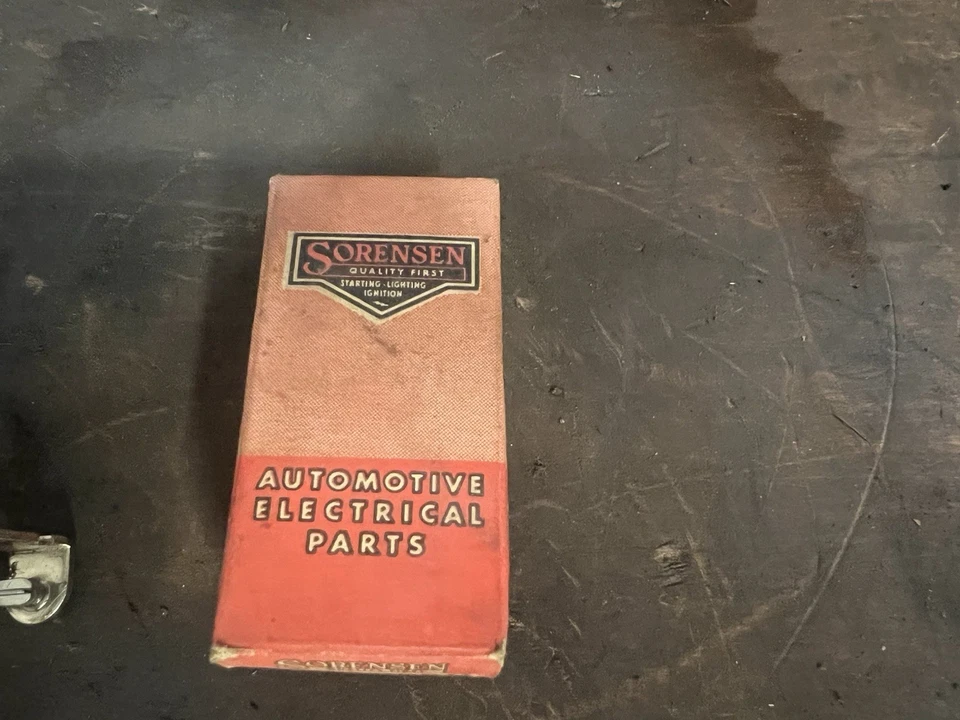 SORENSEN
QUALITY FIRST
STARTING · LIGHTING
IGNITION
AUTOMOTIVE
ELECTRICAL
PARTS
SORENSEN